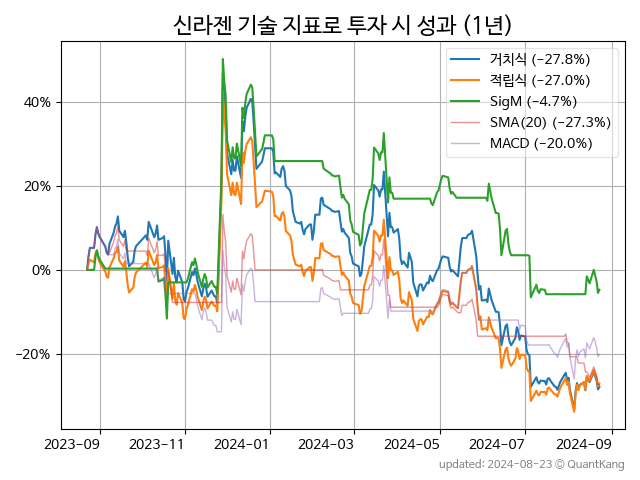 신라젠 기술 지표로 투자 시 성과 (1년)
거치식 (−27.8%)
적립식 (−27.0%)
SigM (−4.7%)
SMA(20) (−27.3%)
MACD (−20.0%)
40%
20%
0%
−20%
2023-09 2023-11 2024-01 2024-03 2024-05 2024-07 2024-09
updated: 2024-08-23 © QuantKang